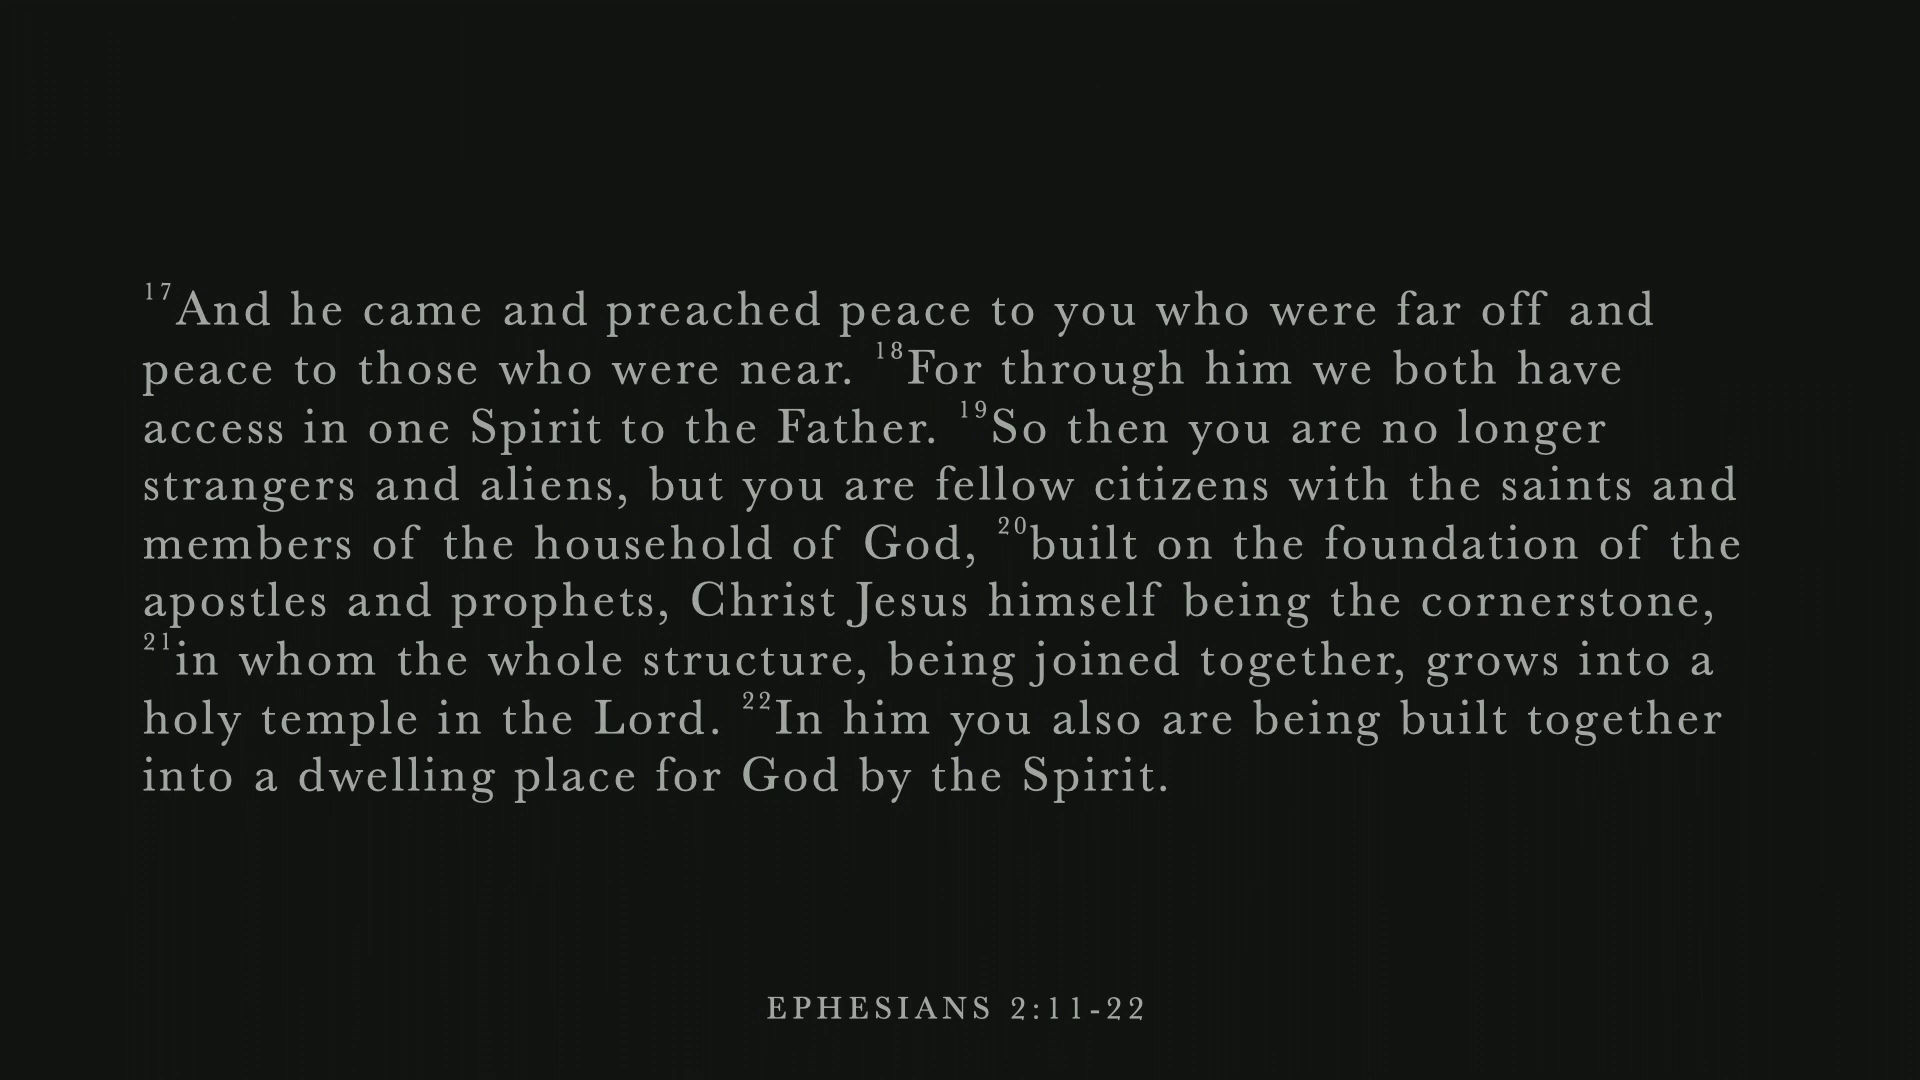 17And he came and preached peace to you who were far off and
peace to those who were near. 18For through him we both have
access in one Spirit to the Father. 19So then you are no longer
strangers and aliens, but you are fellow citizens with the saints and
members of the household of God, 20built on the foundation of the
apostles and prophets, Christ Jesus himself being the cornerstone,
21in whom the whole structure, being joined together, grows into a
holy temple in the Lord. 22In him you also are being built together
into a dwelling place for God by the Spirit.
EPHESIANS 2:11-22